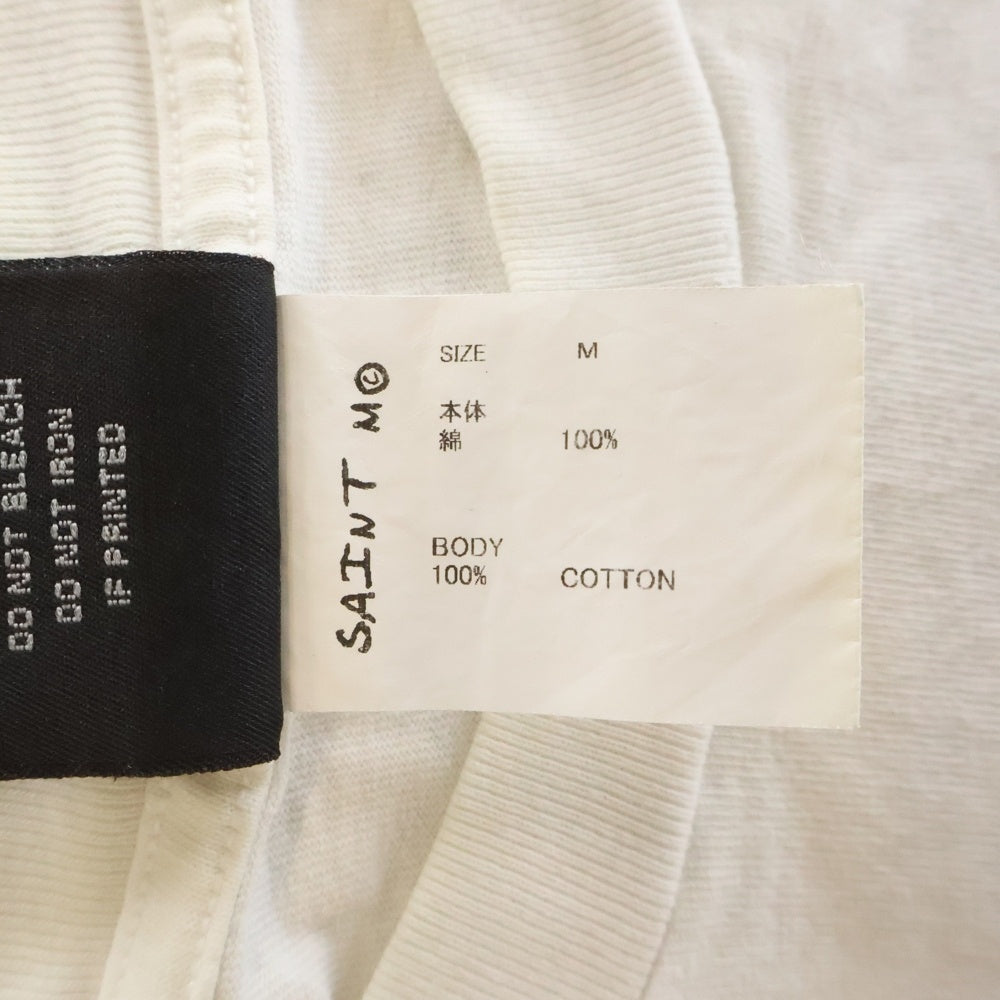 DO NOT BLEACH
DO NOT IRON
IF PRINTED
SAINT M©
SIZE M
本体
綿 100%
BODY
100% COTTON